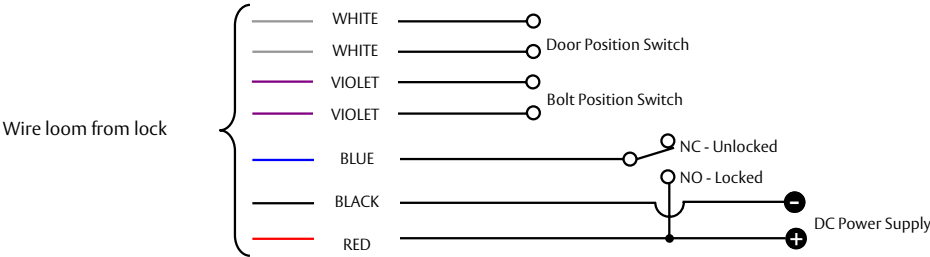 WHITE
WHITE
Door Position Switch
VIOLET
Bolt Position Switch
VIOLET
Wire loom from lock
NC - Unlocked
BLUE
NO - Locked
BLACK
-
DC Power Supply
+
RED